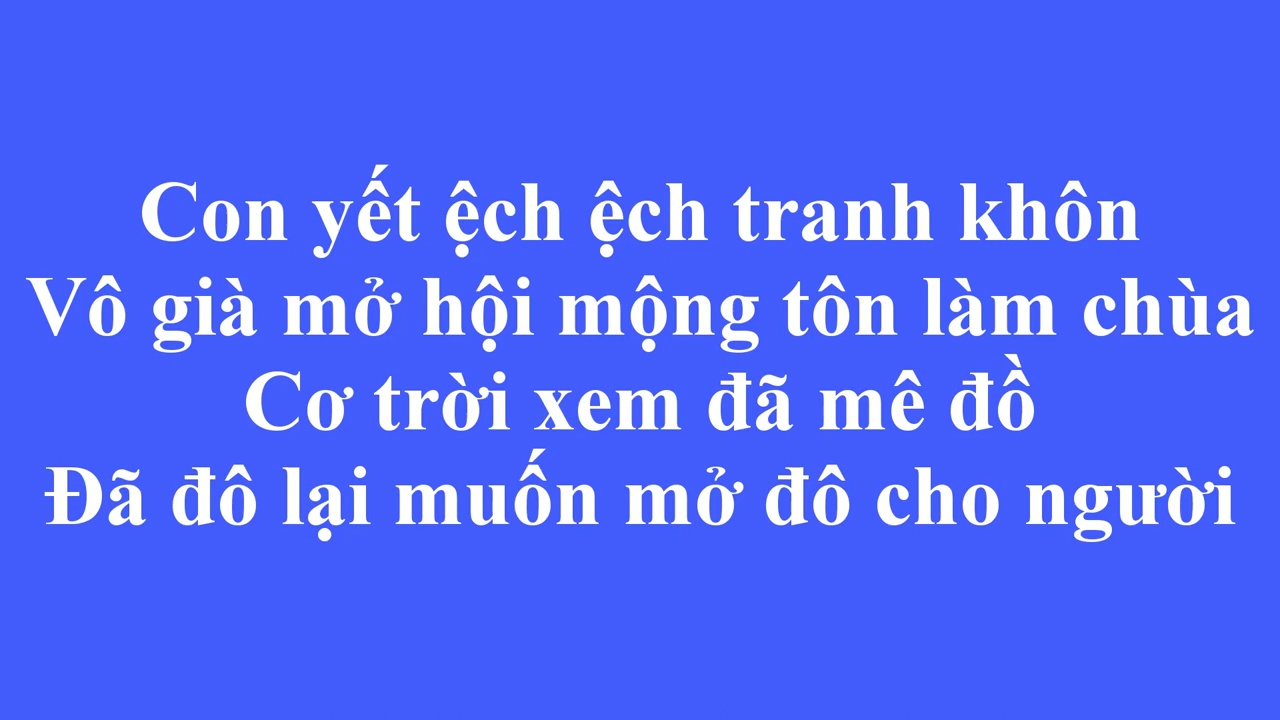 Con yết ệch ệch tranh khôn
Vô già mở hội mộng tôn làm chùa
Cơ trời xem đã mê đồ
Đã đô lại muốn mở đô cho người